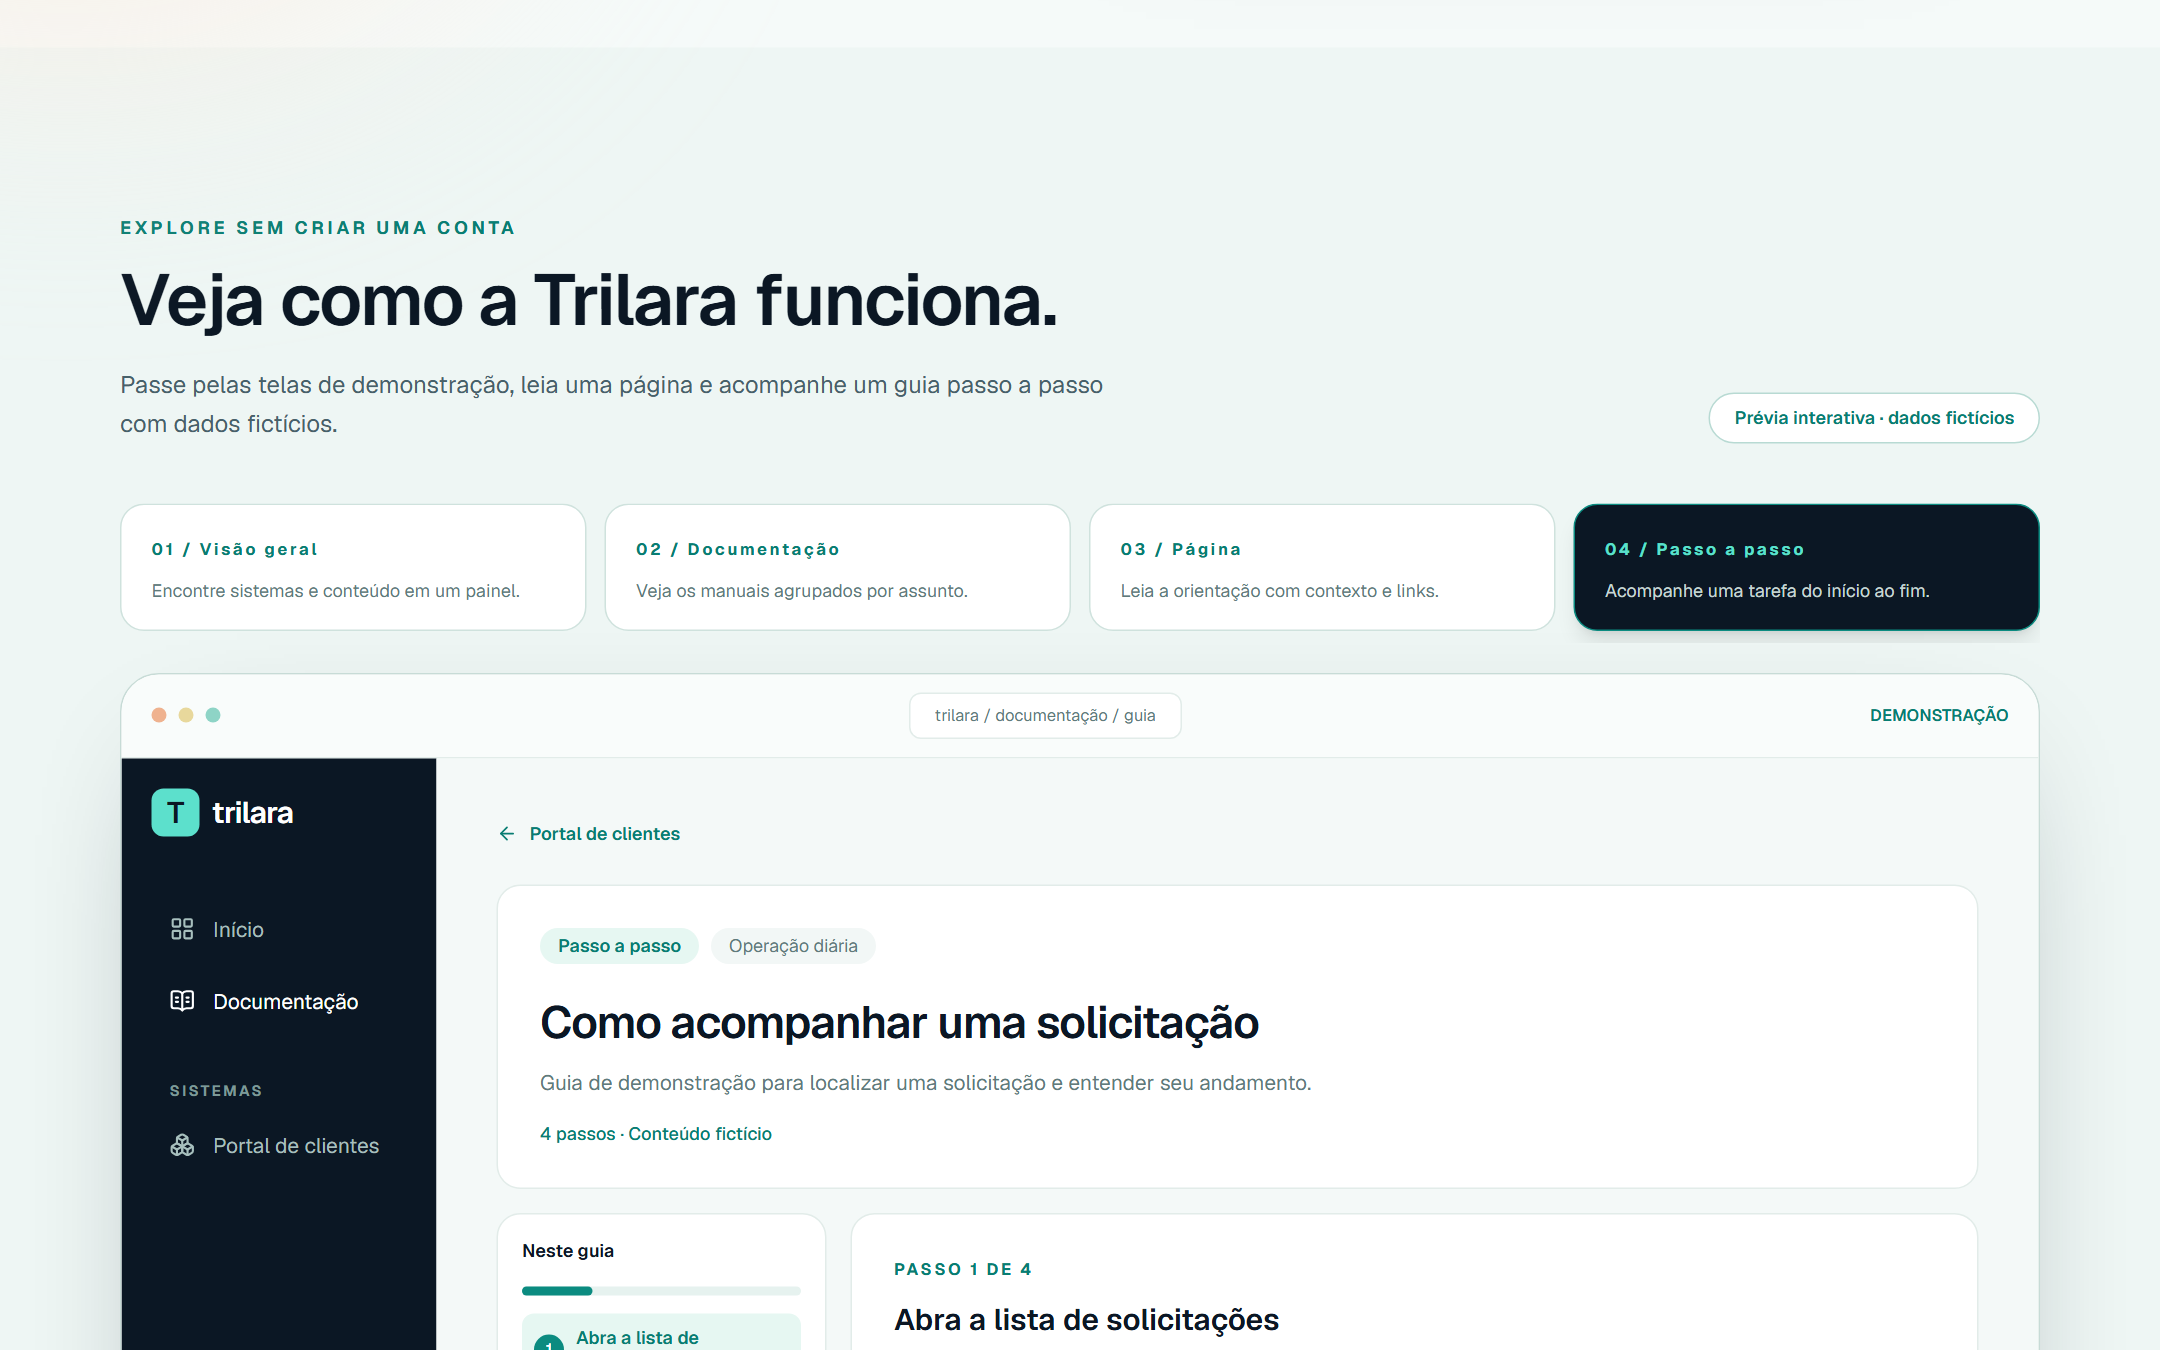 EXPLORE SEM CRIAR UMA CONTA
Veja como a Trilara funciona.
Passe pelas telas de demonstração, leia uma página e acompanhe um guia passo a passo
com dados fictícios.
Prévia interativa · dados fictícios
01 / Visão geral
Encontre sistemas e conteúdo em um painel.
02 / Documentação
Veja os manuais agrupados por assunto.
03 / Página
Leia a orientação com contexto e links.
04 / Passo a passo
Acompanhe uma tarefa do início ao fim.
trilara / documentação / guia
DEMONSTRAÇÃO
T trilara
Início
Documentação
SISTEMAS
Portal de clientes
← Portal de clientes
Passo a passo
Operação diária
Como acompanhar uma solicitação
Guia de demonstração para localizar uma solicitação e entender seu andamento.
4 passos · Conteúdo fictício
Neste guia
1 Abra a lista de
PASSO 1 DE 4
Abra a lista de solicitações